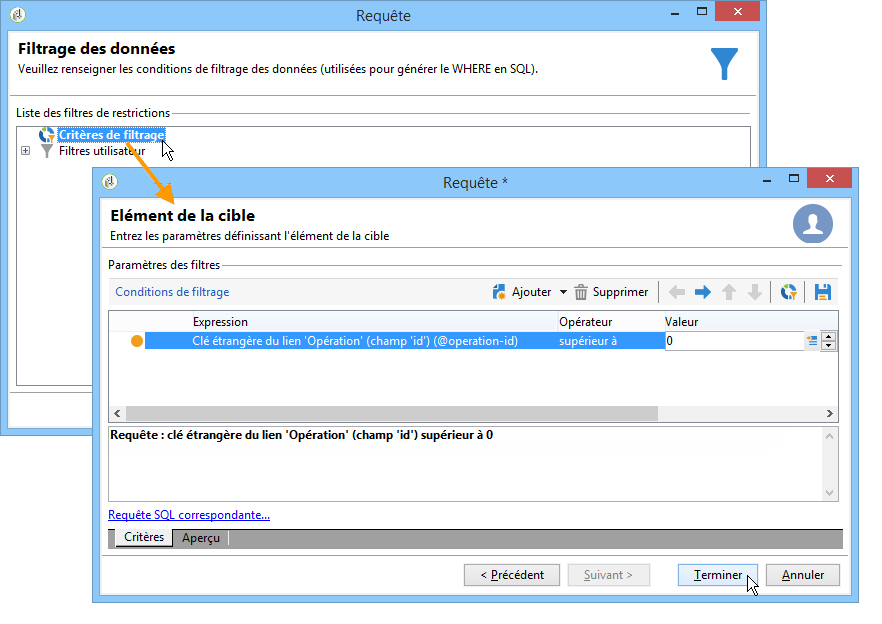 Requête
Filtrage des données
Veuillez renseigner les conditions de filtrage des données (utilisées pour générer le WHERE en SQL).
Liste des filtres de restrictions
Critères de filtrage
Filtres utilisateur
Requête *
Elément de la cible
Entrez les paramètres définissant l'élément de la cible
Paramètres des filtres
Conditions de filtrage Ajouter Supprimer
Expression Opérateur Valeur
Clé étrangère du lien 'Opération' (champ 'id') (@operation-id) supérieur à 0
Requête : clé étrangère du lien 'Opération' (champ 'id') supérieur à 0
Requête SQL correspondante...
Critères Aperçu
< Précédent Suivant > Terminer Annuler